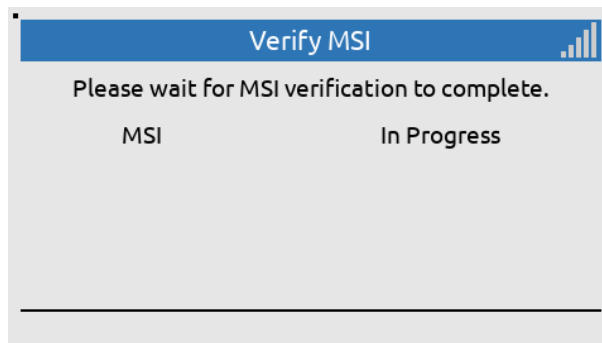 Verify MSI
Please wait for MSI verification to complete.
MSI In Progress